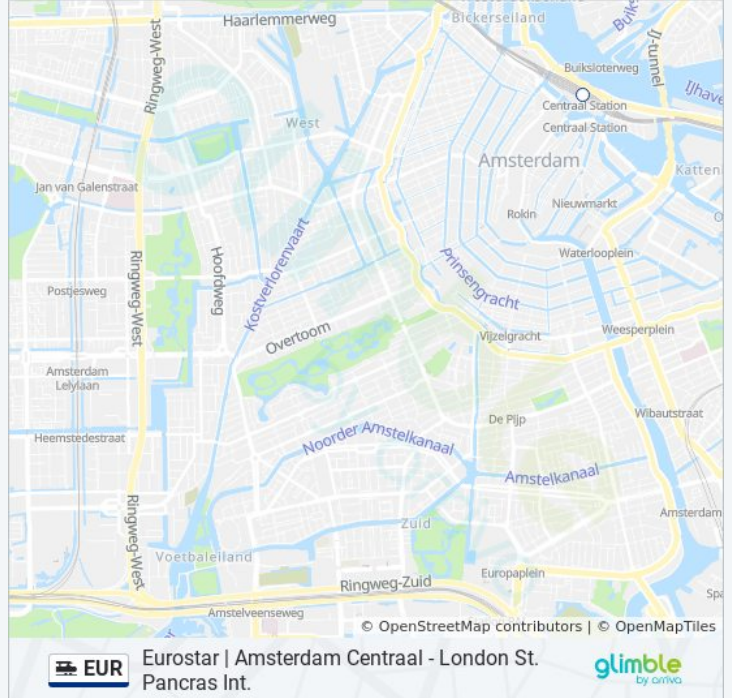 Haarlemmerweg
Bickerseiland
Buiks
IJ-tunnel
Buiksloterweg
IJhave
Ringweg-West
Centraal Station
Centraal Station
West
Amsterdam
Katten
Jan van Galenstraat
Nieuwmarkt
Rokin
Kostverlorenvaart
Hoofdweg
Waterlooplein
Prinsengracht
Ringweg-West
Postjesweg
Overtoom
Vijzelgracht
Weesperplein
Amsterdam
Lelylaan
De Pijp
Wibautstraat
Heemstedestraat
Noorder Amstelkanaal
Amstelkanaal
Ringweg-West
Amsterdam
Zuid
Voetbaleiland
Europaplein
Ringweg-Zuid
Spa
Amstelveenseweg
© OpenStreetMap contributors | © OpenMapTiles
EUR
Eurostar | Amsterdam Centraal - London St.
Pancras Int.
glimble
by arriva